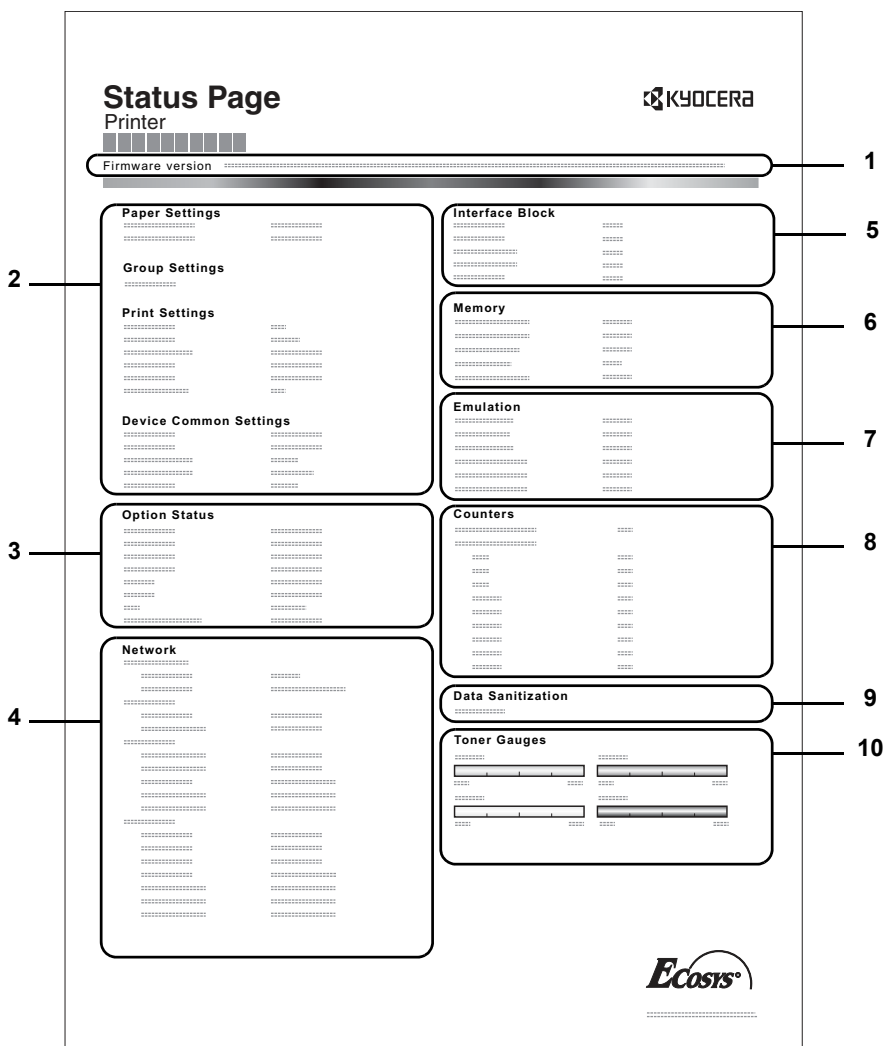 Status Page
KYOCERA
Printer
Firmware version
1
2
Paper Settings
Group Settings
Print Settings
Device Common Settings
3
Option Status
4
Network
Interface Block
5
Memory
6
Emulation
7
Counters
8
Data Sanitization
9
Toner Gauges
10
ECOSYS